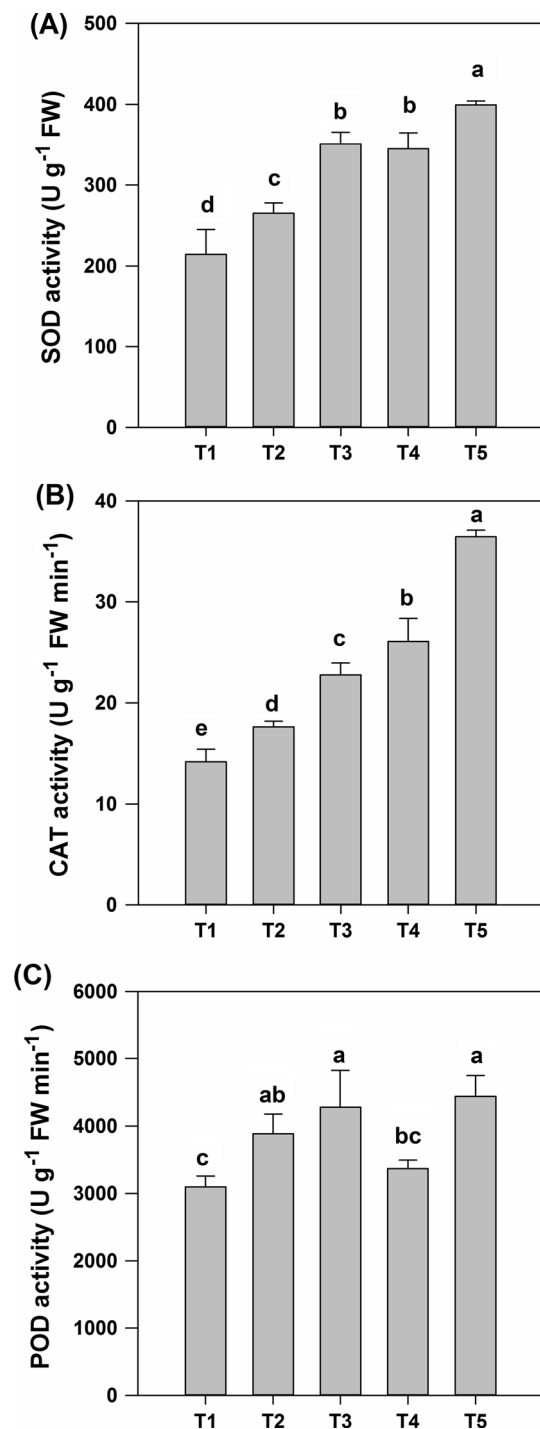 (A)
SOD activity (U g⁻¹ FW)
500
400
300
200
100
0
d
c
b
b
a
T1 T2 T3 T4 T5
(B)
CAT activity (U g⁻¹ FW min⁻¹)
40
30
20
10
0
e
d
c
b
a
T1 T2 T3 T4 T5
(C)
POD activity (U g⁻¹ FW min⁻¹)
6000
5000
4000
3000
2000
1000
0
c
ab
a
bc
a
T1 T2 T3 T4 T5